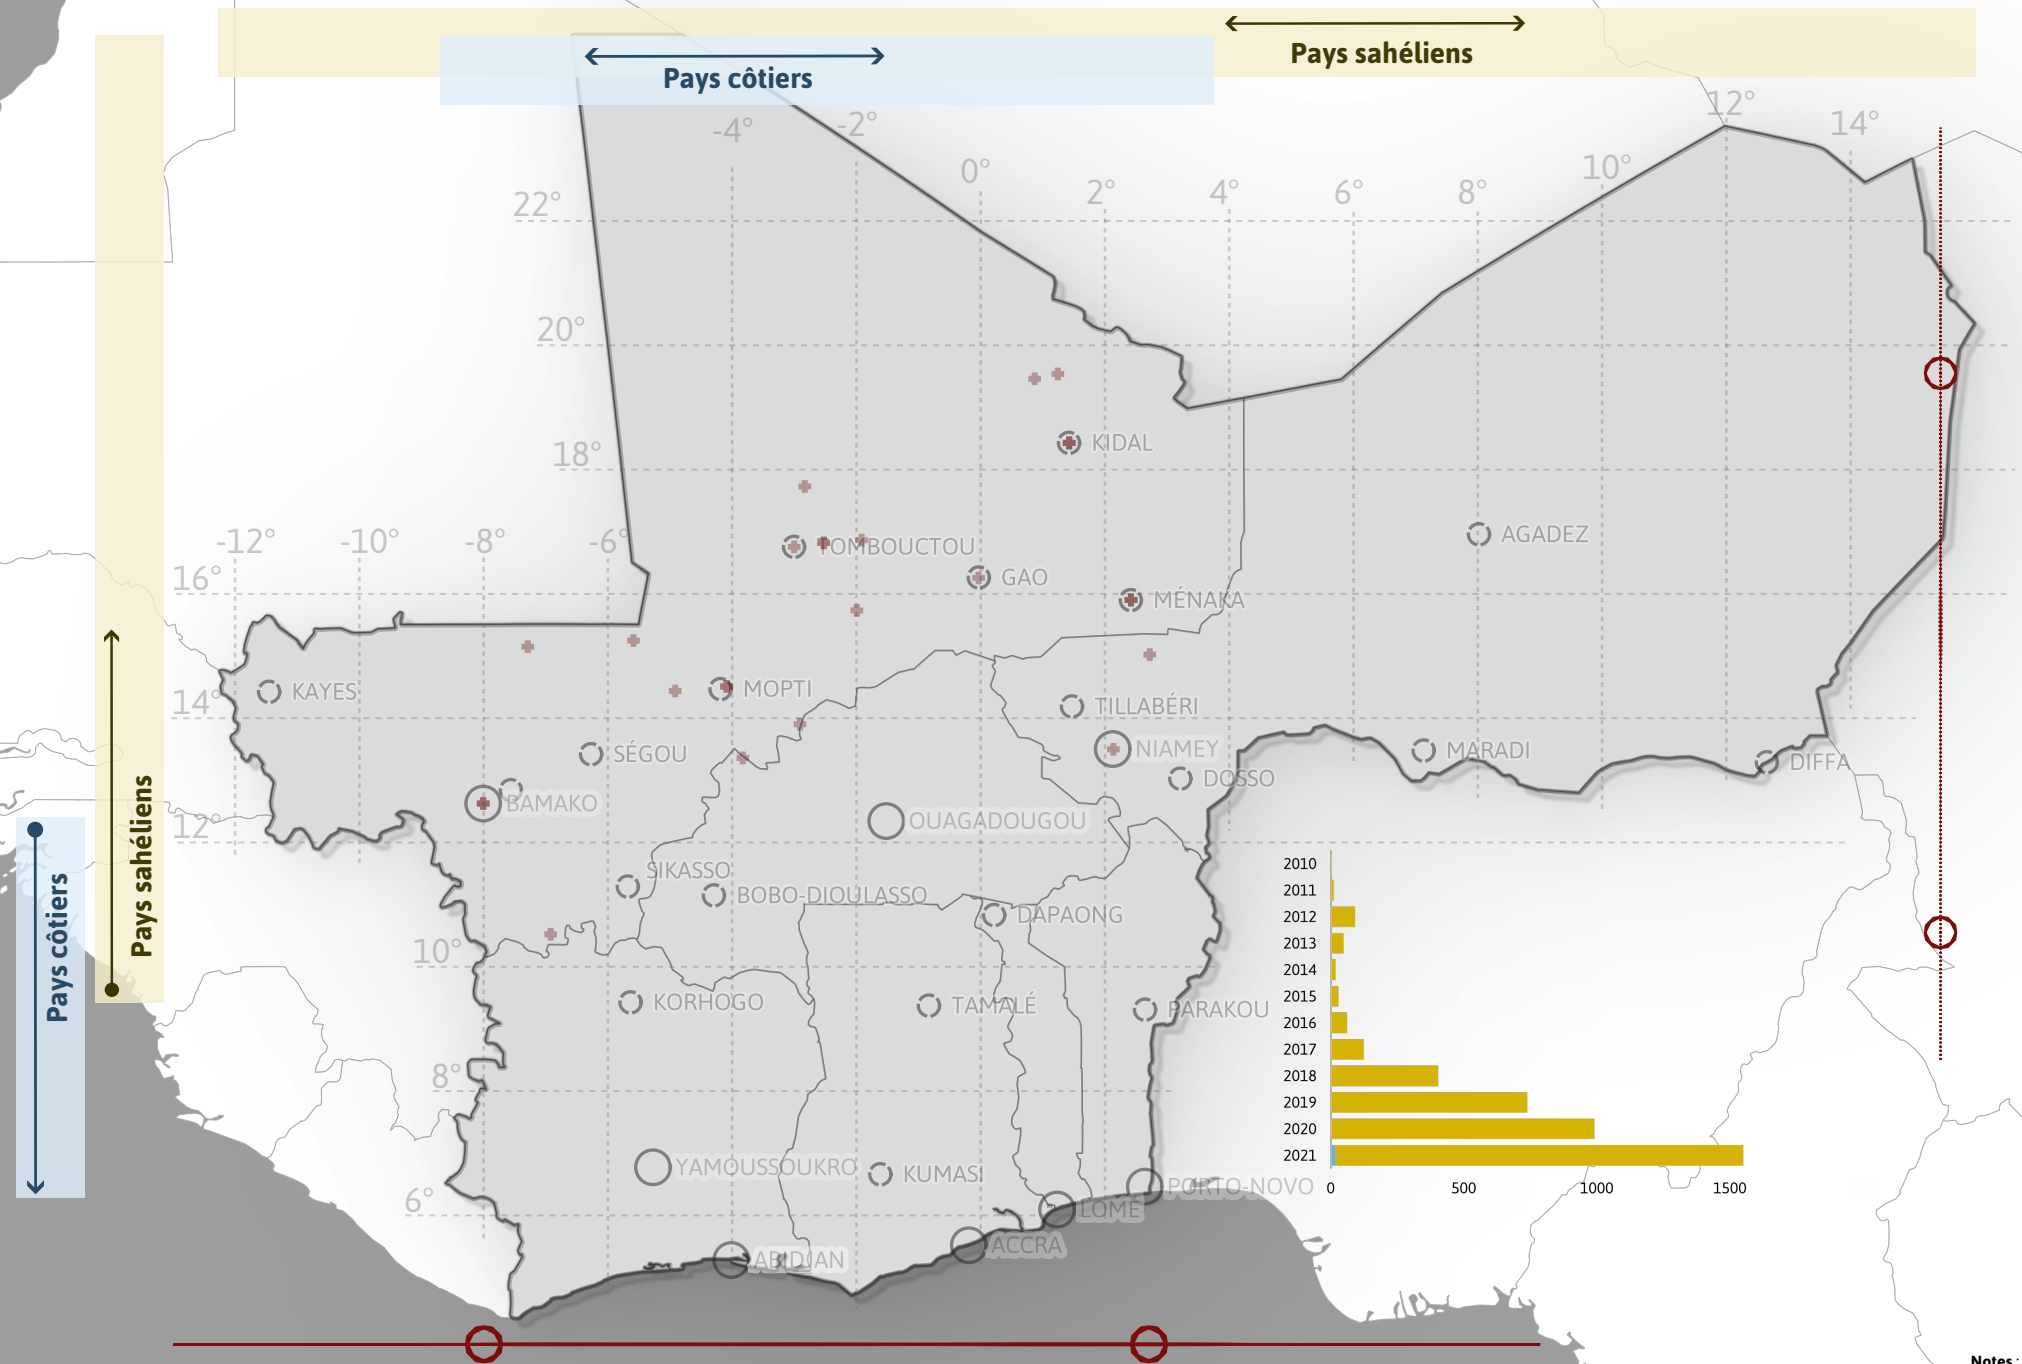 Pays sahéliens
Pays côtiers
12°
14°
-4°
-2°
0°
10°
2°
4°
6°
8°
22°
20°
KIDAL
18°
AGADEZ
-12°
-10°
-8°
-6°
TOMBOUCTOU
16°
GAO
MÉNAKA
KAYES
MOPTI
14°
TILLABÉRI
SÉGOU
NIAMEY
MARADI
DIFFA
DOSSO
BAMAKO
12°
OUAGADOUGOU
Pays sahéliens
Pays côtiers
SIKASSO
BOBO-DIOULASSO
DAPAONG
10°
KORHOGO
TAMALÉ
PARAKOU
8°
YAMOUSSOUKRO
KUMASI
PORTO-NOVO
6°
LOMÉ
ACCRA
ABIDJAN
2010
2011
2012
2013
2014
2015
2016
2017
2018
2019
2020
2021
0
500
1000
1500
Notes :